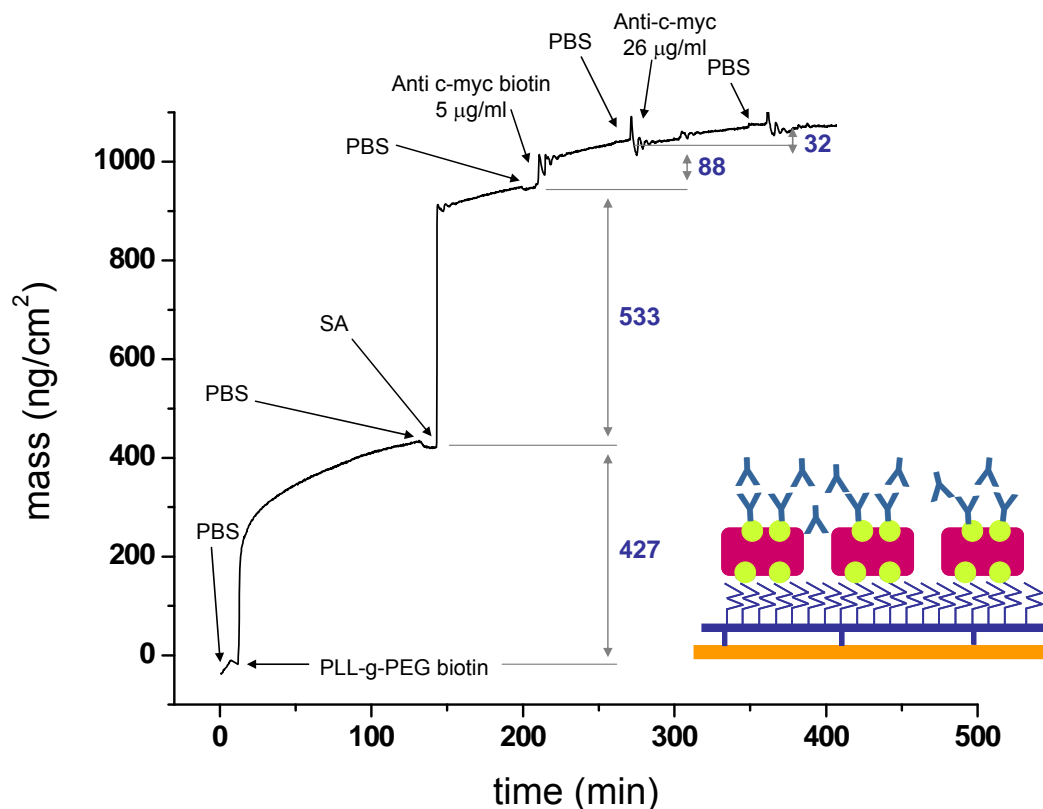 Anti-c-myc
26 μg/ml
PBS
PBS
Anti c-myc biotin
5 μg/ml
PBS
32
88
533
SA
PBS
427
PBS
PLL-g-PEG biotin
mass (ng/cm²)
1000
800
600
400
200
0
0 100 200 300 400 500
time (min)